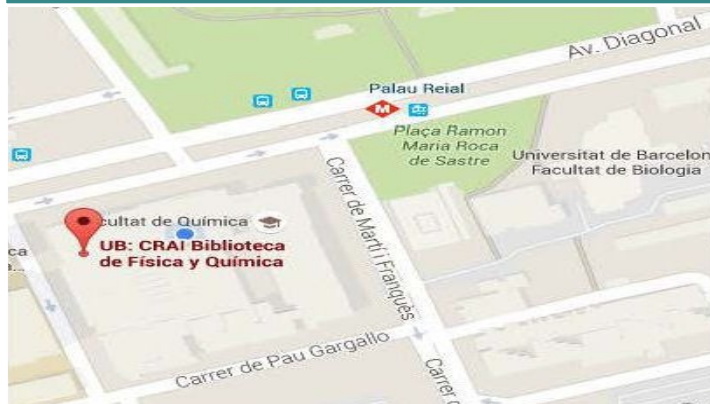 Av. Diagonal
Palau Reial
M
Plaça Ramon
Maria Roca
de Sastre
Universitat de Barcelon
Facultat de Biologia
Carrer de Martí i Franquès
cultat de Química
UB: CRAI Biblioteca
de Física y Química
ca
a...
Carrer de Pau Gargallo
Carrer d